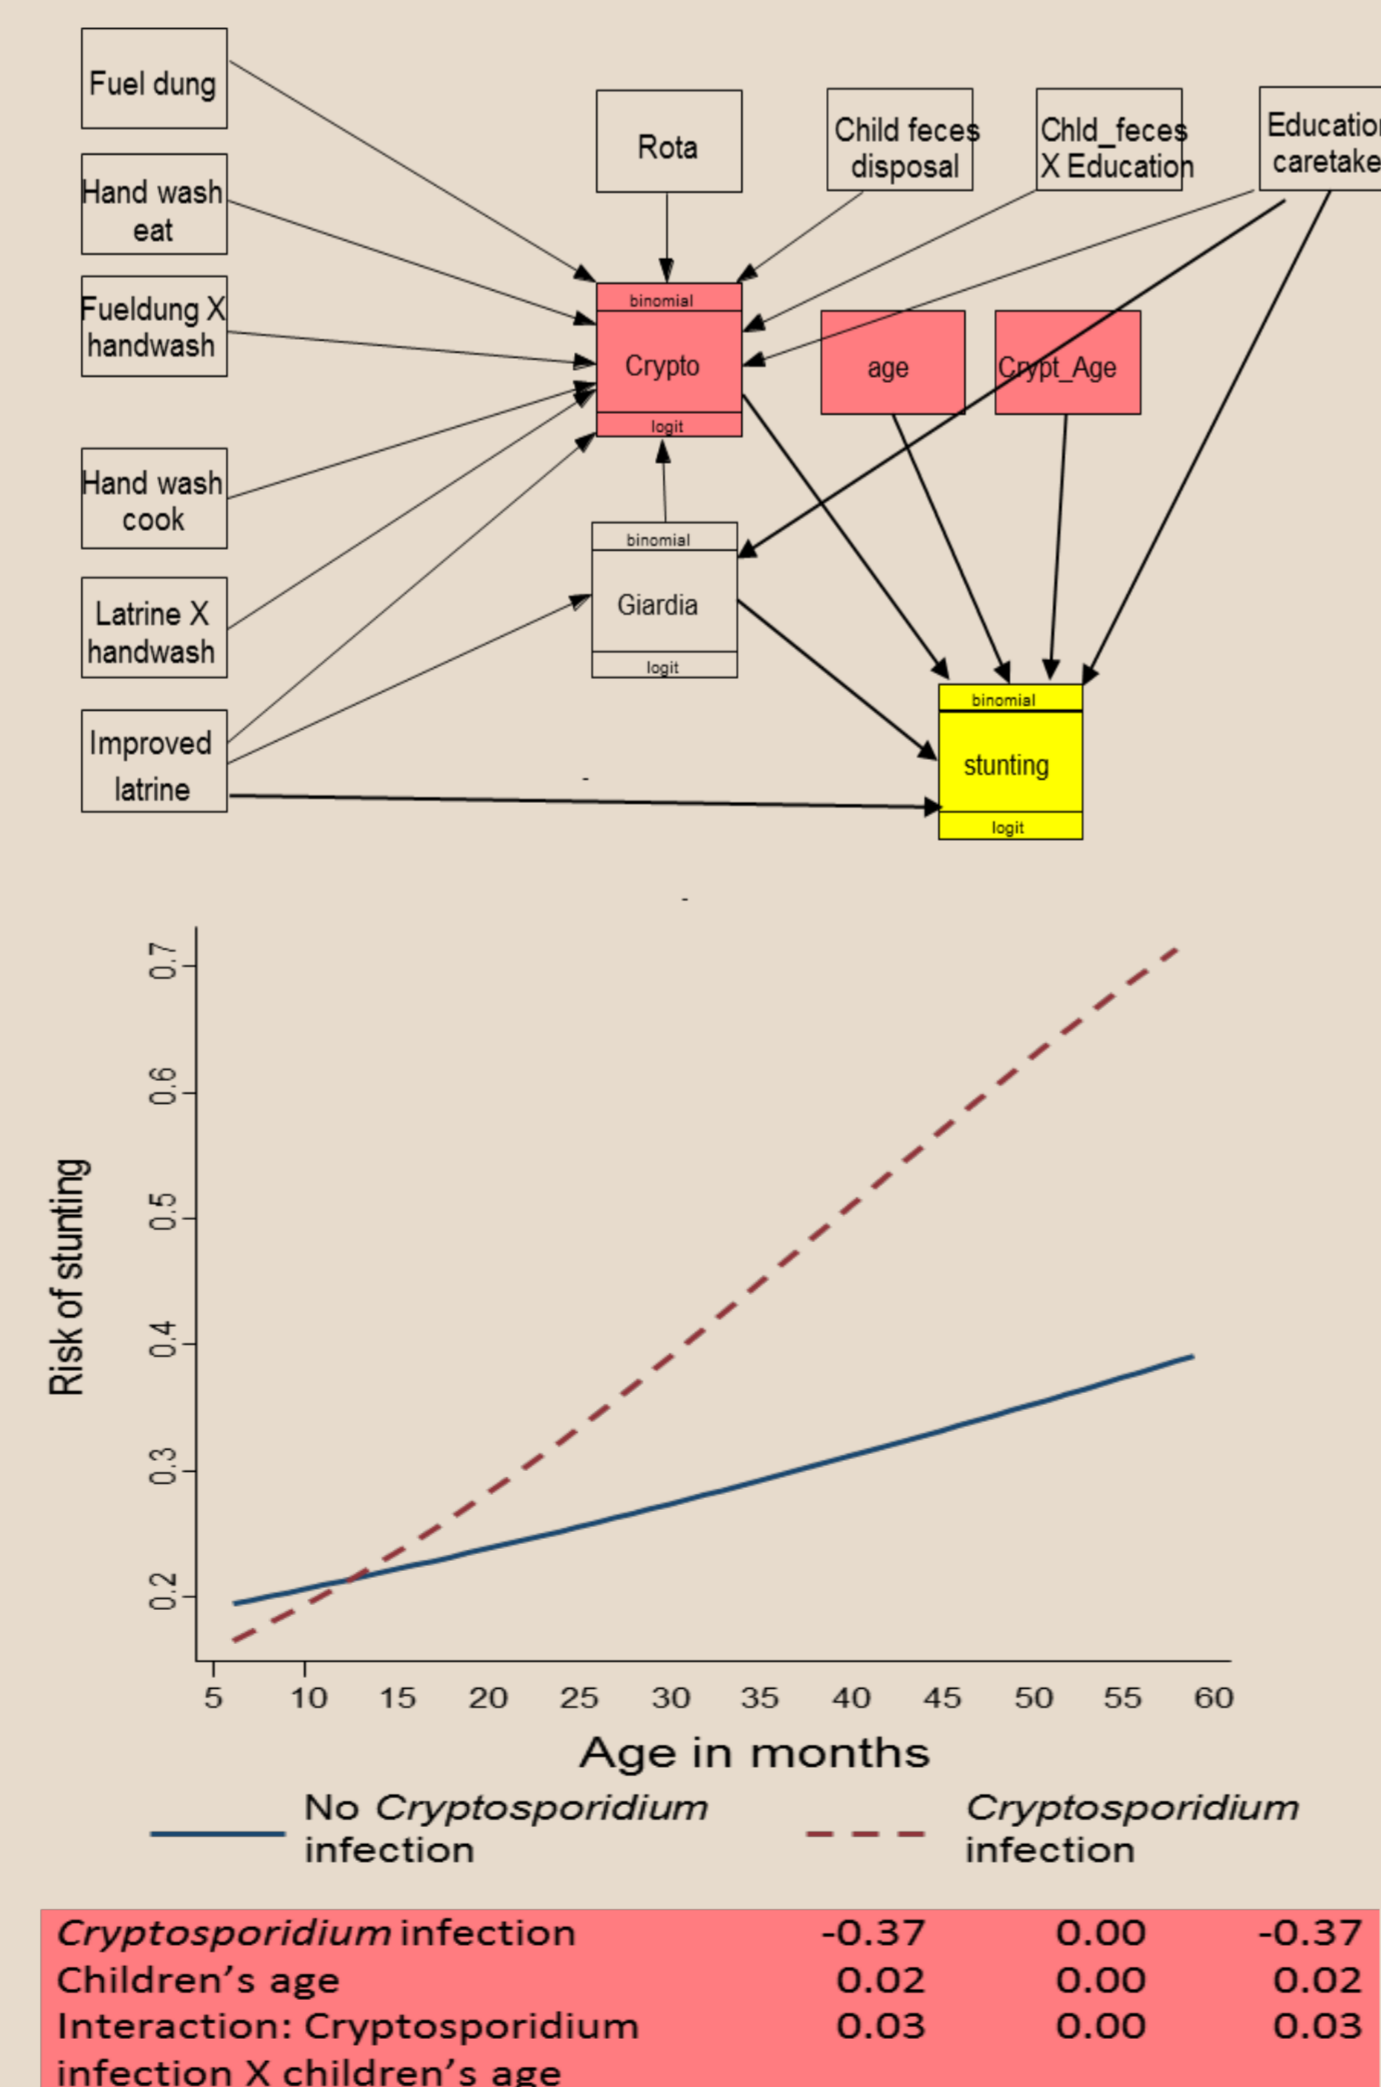 Fuel dung
Hand wash
eat
Fueldung X
handwash
Hand wash
cook
Latrine X
handwash
Improved
latrine
Rota
Child feces
disposal
Chld_feces
X Education
Educatio
caretake
binomial
Crypto
logit
age
Crypt_Age
binomial
Giardia
logit
binomial
stunting
logit
-
-
Risk of stunting
0.7
0.6
0.5
0.4
0.3
0.2
5 10 15 20 25 30 35 40 45 50 55 60
Age in months
No Cryptosporidium
infection
Cryptosporidium
infection
Cryptosporidium infection -0.37 0.00 -0.37
Children's age 0.02 0.00 0.02
Interaction: Cryptosporidium 0.03 0.00 0.03
infection X children's age